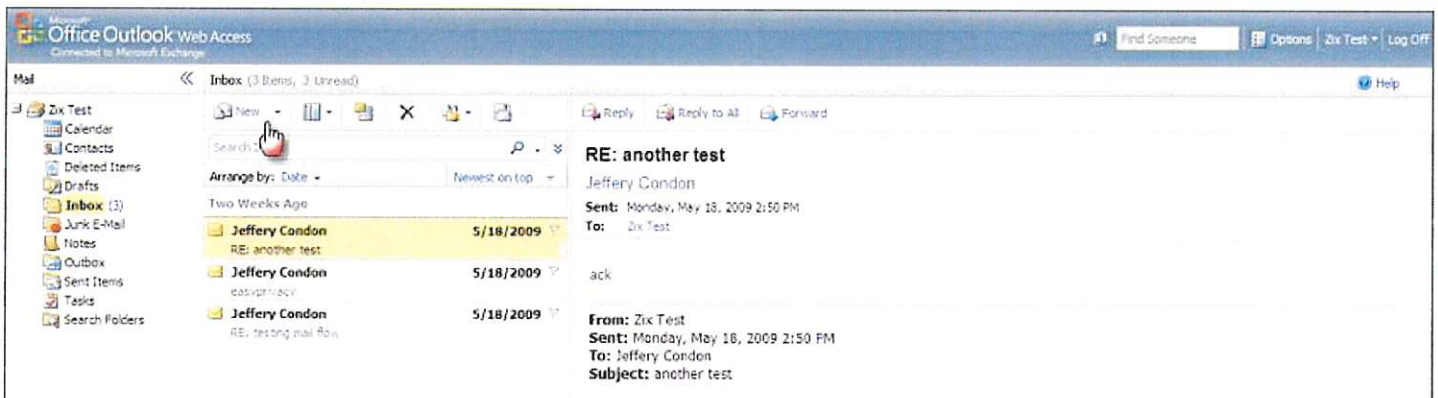 Microsoft
Office Outlook Web Access
Connected to Microsoft Exchange
Find Someone
Options
Zix Test
Log Off
Mail
Inbox (3 Items, 3 Unread)
Help
Zix Test
Calendar
Contacts
Deleted Items
Drafts
Inbox (3)
Junk E-Mail
Notes
Outbox
Sent Items
Tasks
Search Folders
New
Search
Arrange by: Date
Newest on top
Two Weeks Ago
Jeffery Condon 5/18/2009
RE: another test
Jeffery Condon 5/18/2009
easyprivacy
Jeffery Condon 5/18/2009
RE: testing mail flow
Reply
Reply to All
Forward
RE: another test
Jeffery Condon
Sent: Monday, May 18, 2009 2:50 PM
To: Zix Test
ack
From: Zix Test
Sent: Monday, May 18, 2009 2:50 PM
To: Jeffery Condon
Subject: another test